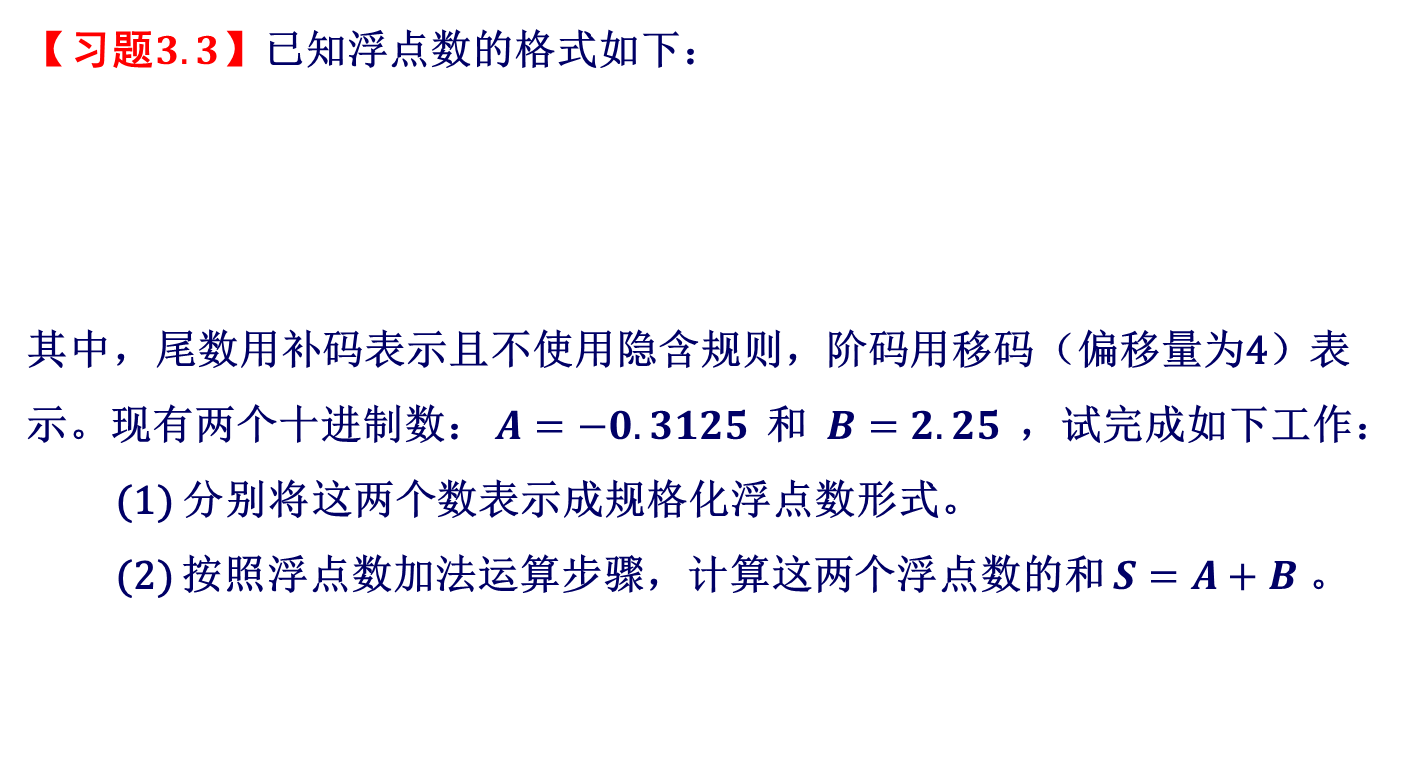 【习题3.3】已知浮点数的格式如下：
其中，尾数用补码表示且不使用隐含规则，阶码用移码（偏移量为4）表
示。现有两个十进制数： A = −0.3125 和 B = 2.25 ，试完成如下工作：
(1) 分别将这两个数表示成规格化浮点数形式。
(2) 按照浮点数加法运算步骤，计算这两个浮点数的和 S = A + B 。